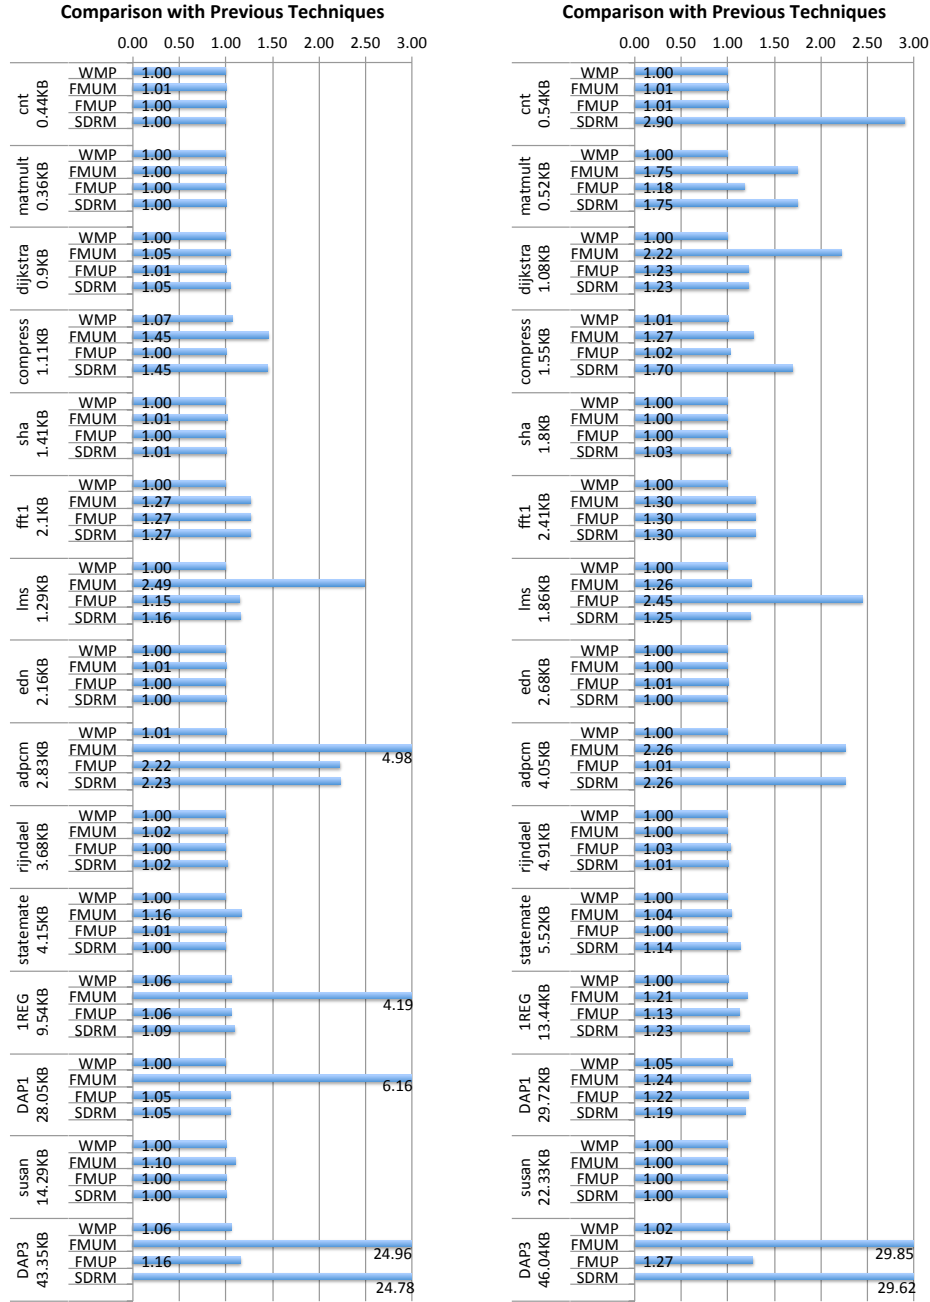 Comparison with Previous Techniques
0.00 0.50 1.00 1.50 2.00 2.50 3.00
cnt
0.44KB
WMP 1.00
FMUM 1.01
FMUP 1.00
SDRM 1.00
matmult
0.36KB
WMP 1.00
FMUM 1.00
FMUP 1.00
SDRM 1.00
dijkstra
0.9KB
WMP 1.00
FMUM 1.05
FMUP 1.01
SDRM 1.05
compress
1.11KB
WMP 1.07
FMUM 1.45
FMUP 1.00
SDRM 1.45
sha
1.41KB
WMP 1.00
FMUM 1.01
FMUP 1.00
SDRM 1.01
fft1
2.1KB
WMP 1.00
FMUM 1.27
FMUP 1.27
SDRM 1.27
lms
1.29KB
WMP 1.00
FMUM 2.49
FMUP 1.15
SDRM 1.16
edn
2.16KB
WMP 1.00
FMUM 1.01
FMUP 1.00
SDRM 1.00
adpcm
2.83KB
WMP 1.01
FMUM 4.98
FMUP 2.22
SDRM 2.23
rijndael
3.68KB
WMP 1.00
FMUM 1.02
FMUP 1.00
SDRM 1.02
statemate
4.15KB
WMP 1.00
FMUM 1.16
FMUP 1.01
SDRM 1.00
1REG
9.54KB
WMP 1.06
FMUM 4.19
FMUP 1.06
SDRM 1.09
DAP1
28.05KB
WMP 1.00
FMUM 6.16
FMUP 1.05
SDRM 1.05
susan
14.29KB
WMP 1.00
FMUM 1.10
FMUP 1.00
SDRM 1.00
DAP3
43.35KB
WMP 1.06
FMUM 24.96
FMUP 1.16
SDRM 24.78
Comparison with Previous Techniques
0.00 0.50 1.00 1.50 2.00 2.50 3.00
cnt
0.54KB
WMP 1.00
FMUM 1.01
FMUP 1.01
SDRM 2.90
matmult
0.52KB
WMP 1.00
FMUM 1.75
FMUP 1.18
SDRM 1.75
dijkstra
1.08KB
WMP 1.00
FMUM 2.22
FMUP 1.23
SDRM 1.23
compress
1.55KB
WMP 1.01
FMUM 1.27
FMUP 1.02
SDRM 1.70
sha
1.8KB
WMP 1.00
FMUM 1.00
FMUP 1.00
SDRM 1.03
fft1
2.41KB
WMP 1.00
FMUM 1.30
FMUP 1.30
SDRM 1.30
lms
1.86KB
WMP 1.00
FMUM 1.26
FMUP 2.45
SDRM 1.25
edn
2.68KB
WMP 1.00
FMUM 1.00
FMUP 1.01
SDRM 1.00
adpcm
4.05KB
WMP 1.00
FMUM 2.26
FMUP 1.01
SDRM 2.26
rijndael
4.91KB
WMP 1.00
FMUM 1.00
FMUP 1.03
SDRM 1.01
statemate
5.52KB
WMP 1.00
FMUM 1.04
FMUP 1.00
SDRM 1.14
1REG
13.44KB
WMP 1.00
FMUM 1.21
FMUP 1.13
SDRM 1.23
DAP1
29.72KB
WMP 1.05
FMUM 1.24
FMUP 1.22
SDRM 1.19
susan
22.33KB
WMP 1.00
FMUM 1.00
FMUP 1.00
SDRM 1.00
DAP3
46.04KB
WMP 1.02
FMUM 29.85
FMUP 1.27
SDRM 29.62